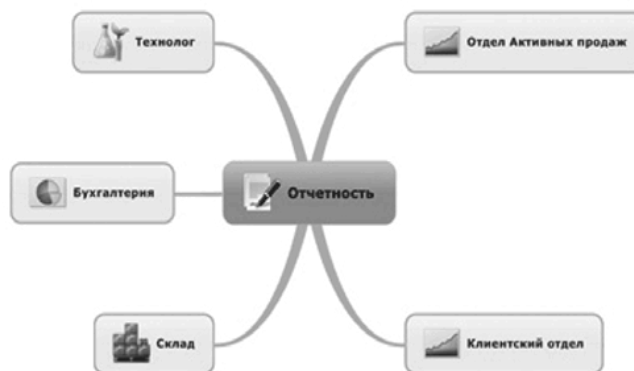 Технолог
Отдел Активных продаж
Бухгалтерия
Отчетность
Склад
Клиентский отдел